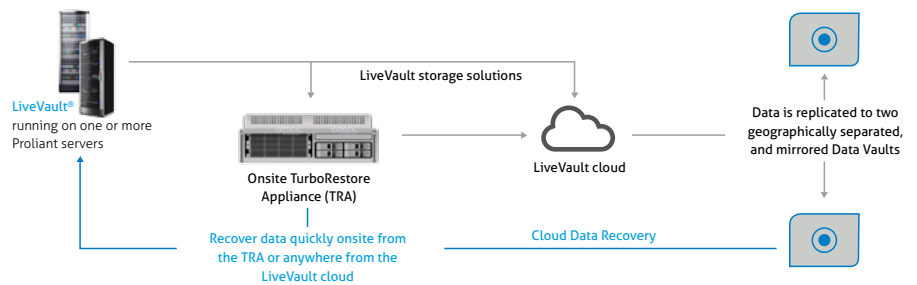 LiveVault®
running on one or more
Proliant servers
LiveVault storage solutions
Onsite TurboRestore
Appliance (TRA)
LiveVault cloud
Data is replicated to two
geographically separated,
and mirrored Data Vaults
Recover data quickly onsite from
the TRA or anywhere from the
LiveVault cloud
Cloud Data Recovery